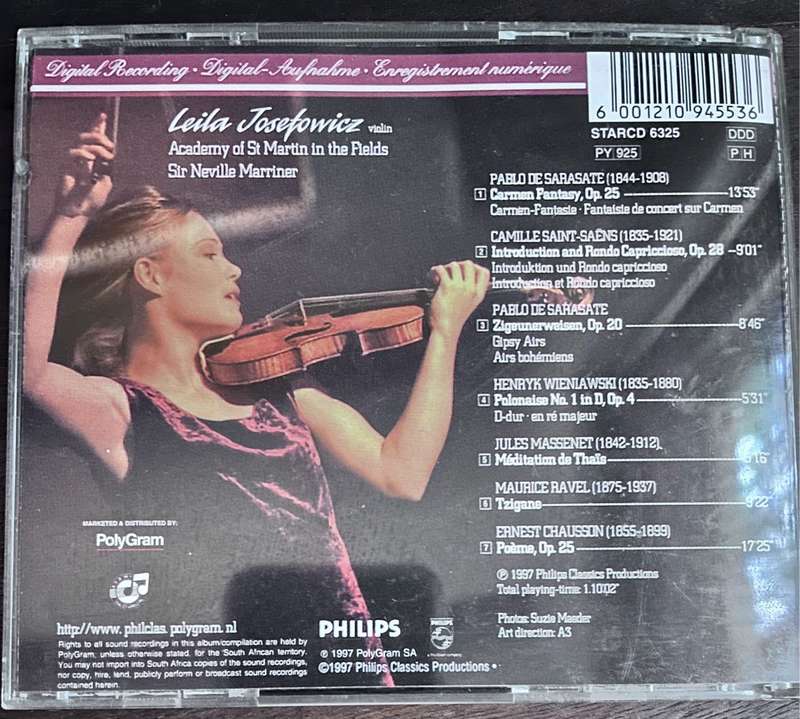 Digital Recording · Digital-Aufnahme · Enregistrement numérique
6 001210 945536
STARCD 6325
DDD
PY 925
PH
Leila Josefowicz violin
Academy of St Martin in the Fields
Sir Neville Marriner
PABLO DE SARASATE (1844-1908)
1 Carmen Fantasy, Op. 25 13'53"
Carmen-Fantasie · Fantaisie de concert sur Carmen
CAMILLE SAINT-SAËNS (1835-1921)
2 Introduction and Rondo Capriccioso, Op. 28 9'01"
Introduktion und Rondo capriccioso
Introduction et Rondo capriccioso
PABLO DE SARASATE
3 Zigeunerweisen, Op. 20 8'46"
Gipsy Airs
Airs bohémiens
HENRYK WIENIAWSKI (1835-1880)
4 Polonaise No. 1 in D, Op. 4 5'31"
D-dur · en ré majeur
JULES MASSENET (1842-1912)
5 Méditation de Thaïs
MAURICE RAVEL (1875-1937)
6 Tzigane 9'22"
ERNEST CHAUSSON (1855-1899)
7 Poème, Op. 25 17'25"
℗ 1997 Philips Classics Productions
Total playing-time: 1.10'02"
Photos: Suzie Maeder
Art direction: A3
MARKETED & DISTRIBUTED BY:
PolyGram
http://www. philclas. polygram. nl
Rights to all sound recordings in this album/compilation are held by
PolyGram, unless otherwise stated, for the South African territory.
You may not import into South Africa copies of the sound recordings,
nor copy, hire, lend, publicly perform or broadcast sound recordings
contained herein.
PHILIPS
PHILIPS
℗ 1997 PolyGram SA
©1997 Philips Classics Productions